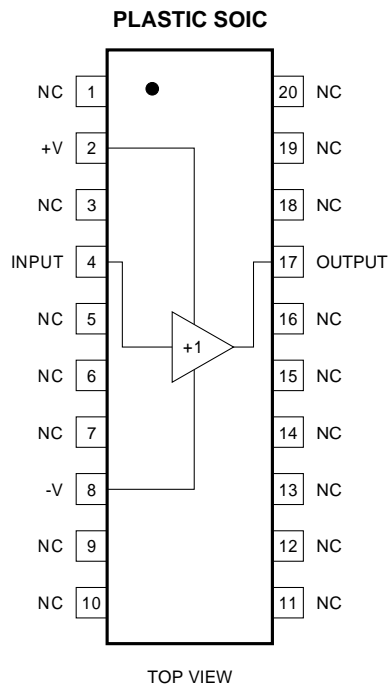 PLASTIC SOIC
NC 1 20 NC
+V 2 19 NC
NC 3 18 NC
INPUT 4 17 OUTPUT
NC 5 16 NC
+1
NC 6 15 NC
NC 7 14 NC
-V 8 13 NC
NC 9 12 NC
NC 10 11 NC
TOP VIEW